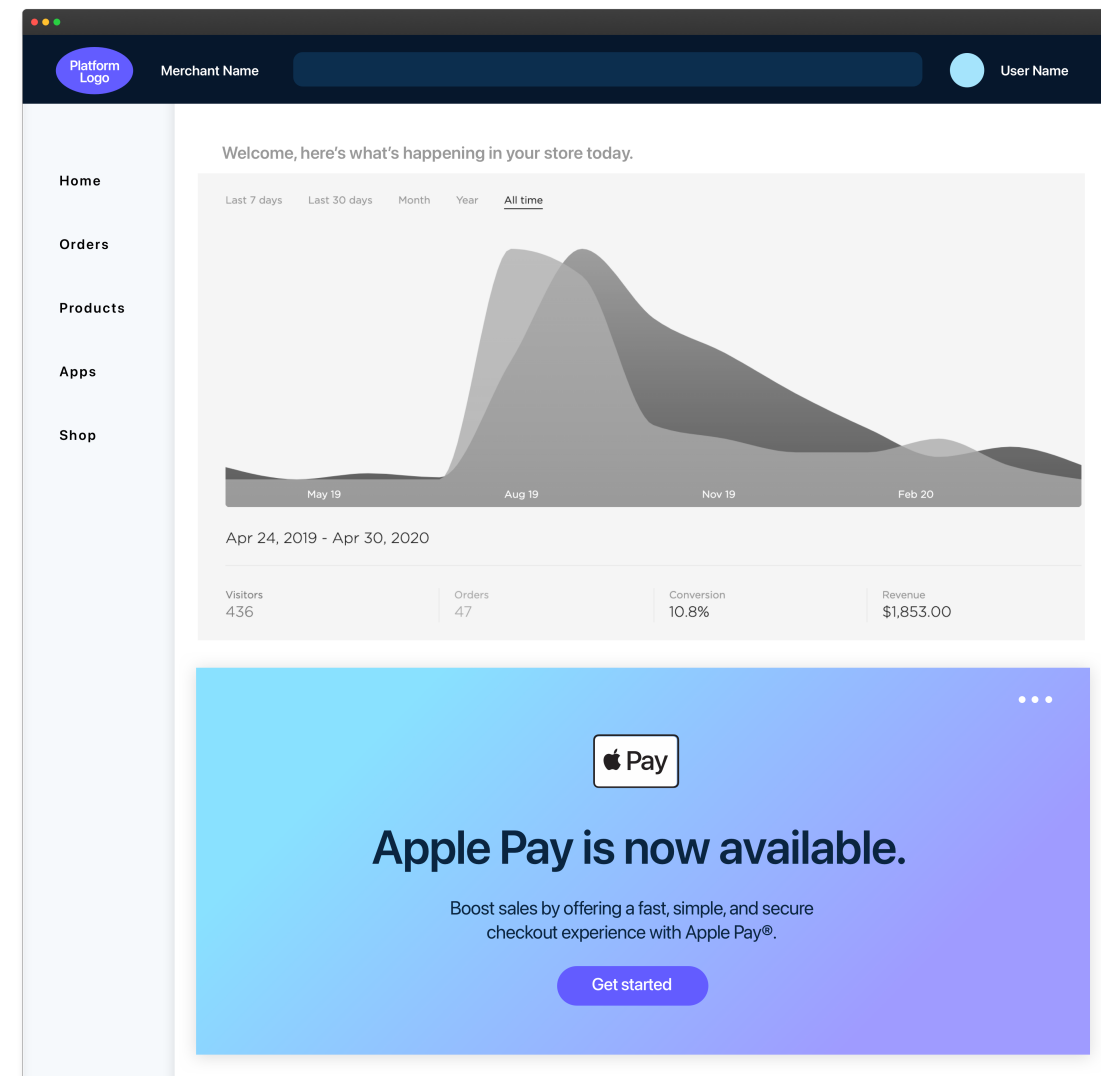 Platform
Logo
Merchant Name
User Name
Home
Orders
Products
Apps
Shop
Welcome, here’s what’s happening in your store today.
Last 7 days Last 30 days Month Year All time
May 19 Aug 19 Nov 19 Feb 20
Apr 24, 2019 - Apr 30, 2020
Visitors Orders Conversion Revenue
436 47 10.8% $1,853.00
Pay
Apple Pay is now available.
Boost sales by offering a fast, simple, and secure
checkout experience with Apple Pay®.
Get started